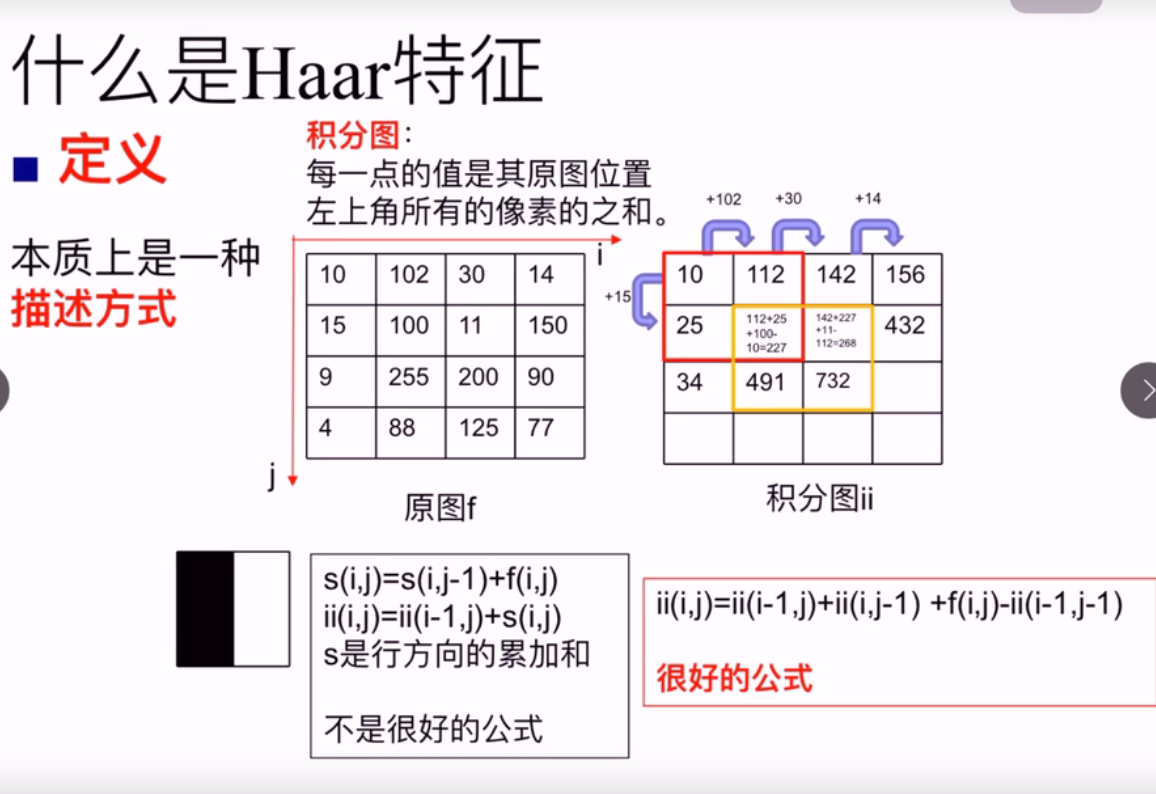 什么是Haar特征
■ 定义
本质上是一种
描述方式
积分图：
每一点的值是其原图位置
左上角所有的像素的之和。
i
10 102 30 14
15 100 11 150
9 255 200 90
4 88 125 77
j
原图f
+102 +30 +14
+15
10 112 142 156
25 112+25 142+227 432
+100- +11-
10=227 112=268
34 491 732
积分图ii
s(i,j)=s(i,j-1)+f(i,j)
ii(i,j)=ii(i-1,j)+s(i,j)
s是行方向的累加和
不是很好的公式
ii(i,j)=ii(i-1,j)+ii(i,j-1) +f(i,j)-ii(i-1,j-1)
很好的公式